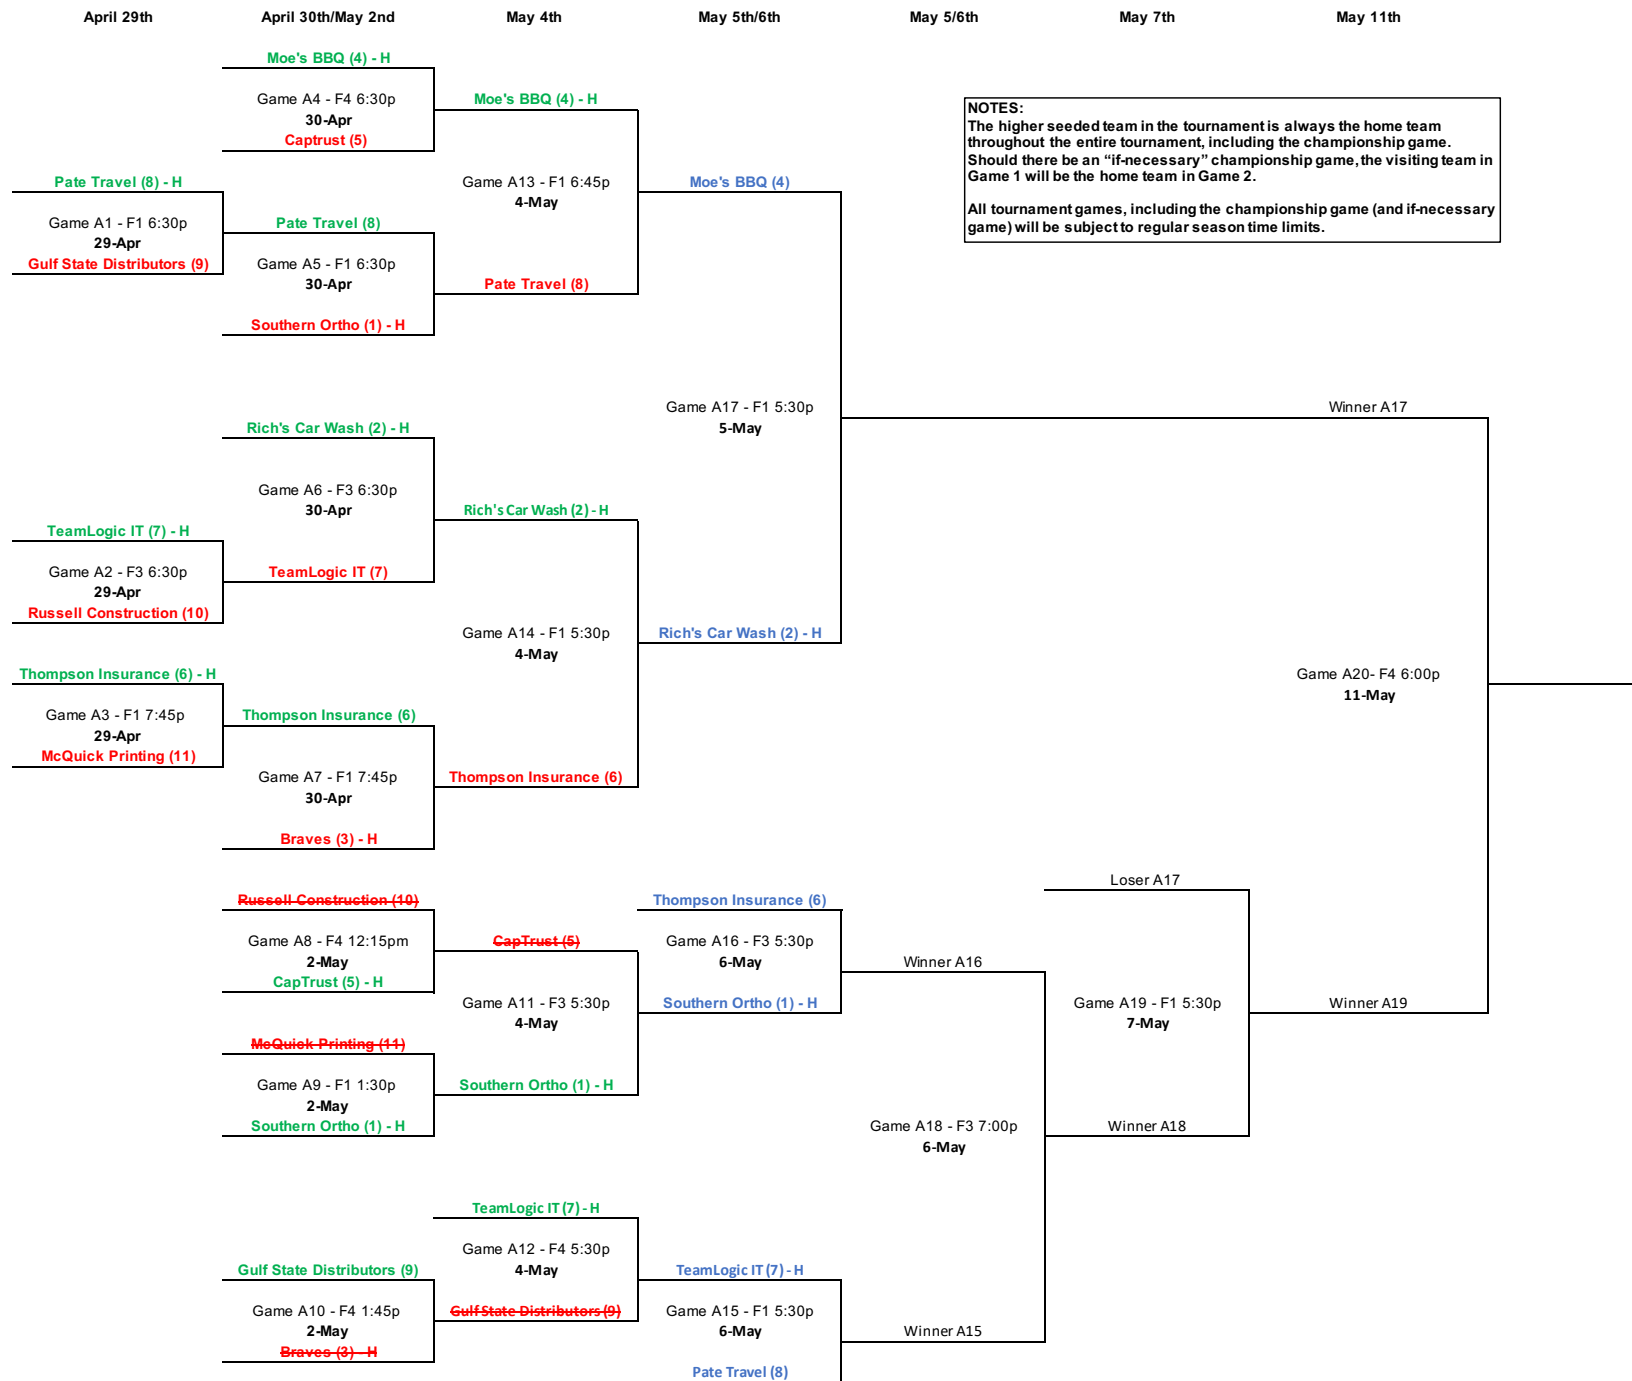 April 29th
April 30th/May 2nd
May 4th
May 5th/6th
May 5/6th
May 7th
May 11th
Moe's BBQ (4) - H
Game A4 - F4 6:30p
30-Apr
Captrust (5)
Moe's BBQ (4) - H
NOTES:
The higher seeded team in the tournament is always the home team
throughout the entire tournament, including the championship game.
Should there be an “if-necessary” championship game, the visiting team in
Game 1 will be the home team in Game 2.
All tournament games, including the championship game (and if-necessary
game) will be subject to regular season time limits.
Pate Travel (8) - H
Game A1 - F1 6:30p
29-Apr
Gulf State Distributors (9)
Pate Travel (8)
Game A5 - F1 6:30p
30-Apr
Southern Ortho (1) - H
Game A13 - F1 6:45p
4-May
Pate Travel (8)
Moe's BBQ (4)
Game A17 - F1 5:30p
5-May
Winner A17
Rich's Car Wash (2) - H
Game A6 - F3 6:30p
30-Apr
TeamLogic IT (7)
TeamLogic IT (7) - H
Game A2 - F3 6:30p
29-Apr
Russell Construction (10)
Rich's Car Wash (2) - H
Game A14 - F1 5:30p
4-May
Rich's Car Wash (2) - H
Thompson Insurance (6) - H
Game A3 - F1 7:45p
29-Apr
McQuick Printing (11)
Thompson Insurance (6)
Game A7 - F1 7:45p
30-Apr
Braves (3) - H
Thompson Insurance (6)
Game A20- F4 6:00p
11-May
Russell Construction (10)
Game A8 - F4 12:15pm
2-May
CapTrust (5) - H
CapTrust (5)
Game A11 - F3 5:30p
4-May
McQuick Printing (11)
Game A9 - F1 1:30p
2-May
Southern Ortho (1) - H
Southern Ortho (1) - H
Thompson Insurance (6)
Game A16 - F3 5:30p
6-May
Southern Ortho (1) - H
Winner A16
Loser A17
Game A19 - F1 5:30p
7-May
Winner A19
Game A18 - F3 7:00p
6-May
Winner A18
TeamLogic IT (7) - H
Game A12 - F4 5:30p
4-May
Gulf State Distributors (9)
Gulf State Distributors (9)
Game A10 - F4 1:45p
2-May
Braves (3) - H
TeamLogic IT (7) - H
Game A15 - F1 5:30p
6-May
Pate Travel (8)
Winner A15